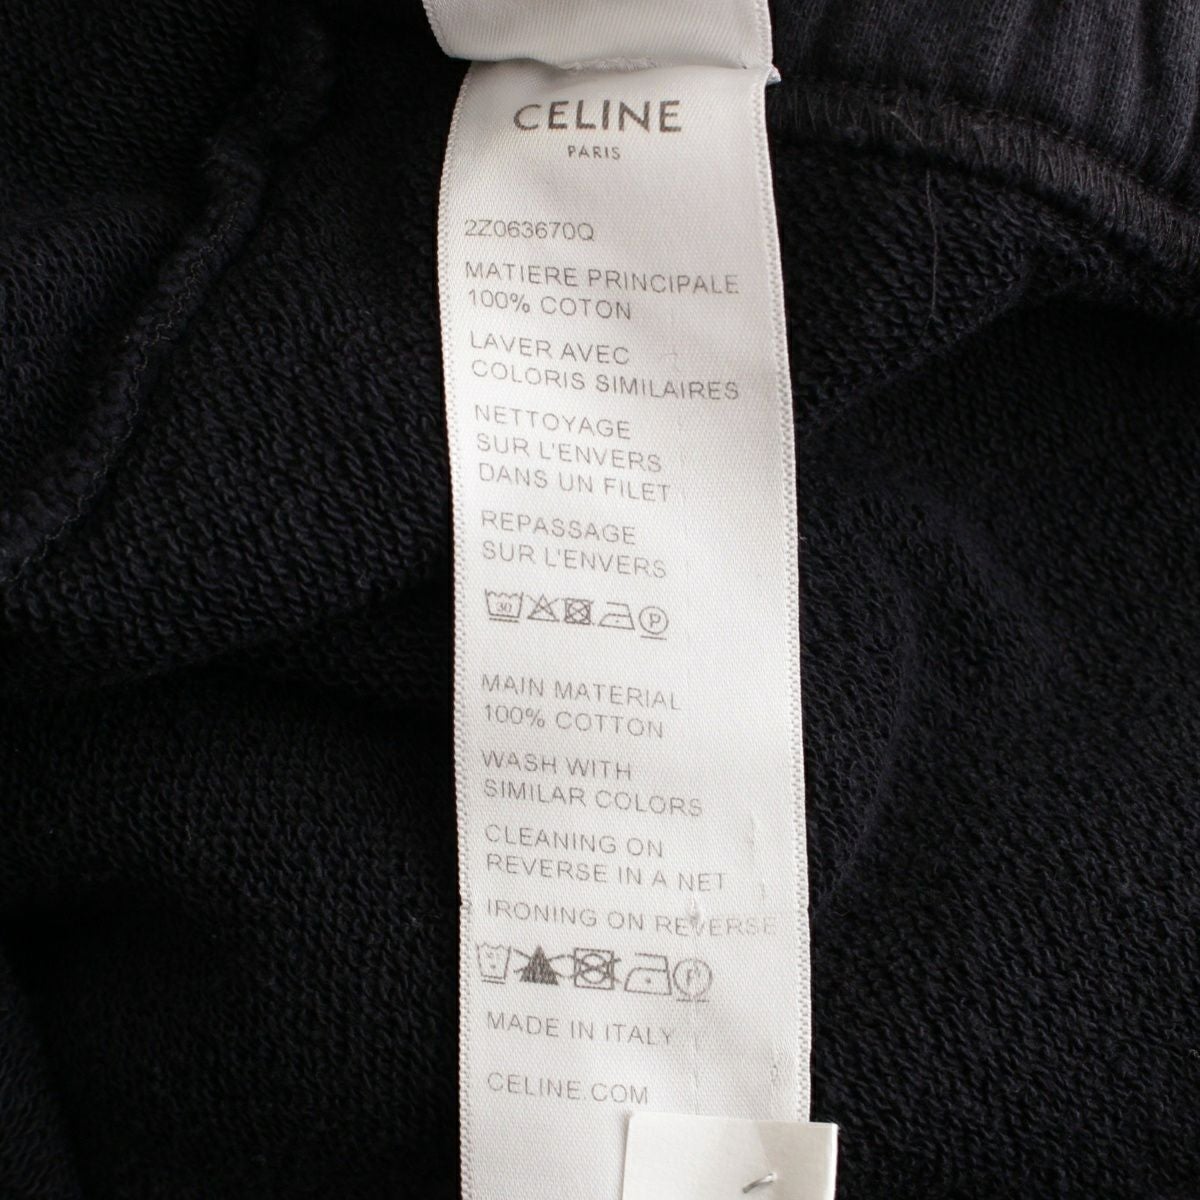 CELINE
PARIS
2Z063670Q
MATIERE PRINCIPALE
100% COTON
LAVER AVEC
COLORIS SIMILAIRES
NETTOYAGE
SUR L'ENVERS
DANS UN FILET
REPASSAGE
SUR L'ENVERS
30 P
MAIN MATERIAL
100% COTTON
WASH WITH
SIMILAR COLORS
CLEANING ON
REVERSE IN A NET
IRONING ON REVERSE
MADE IN ITALY
CELINE.COM